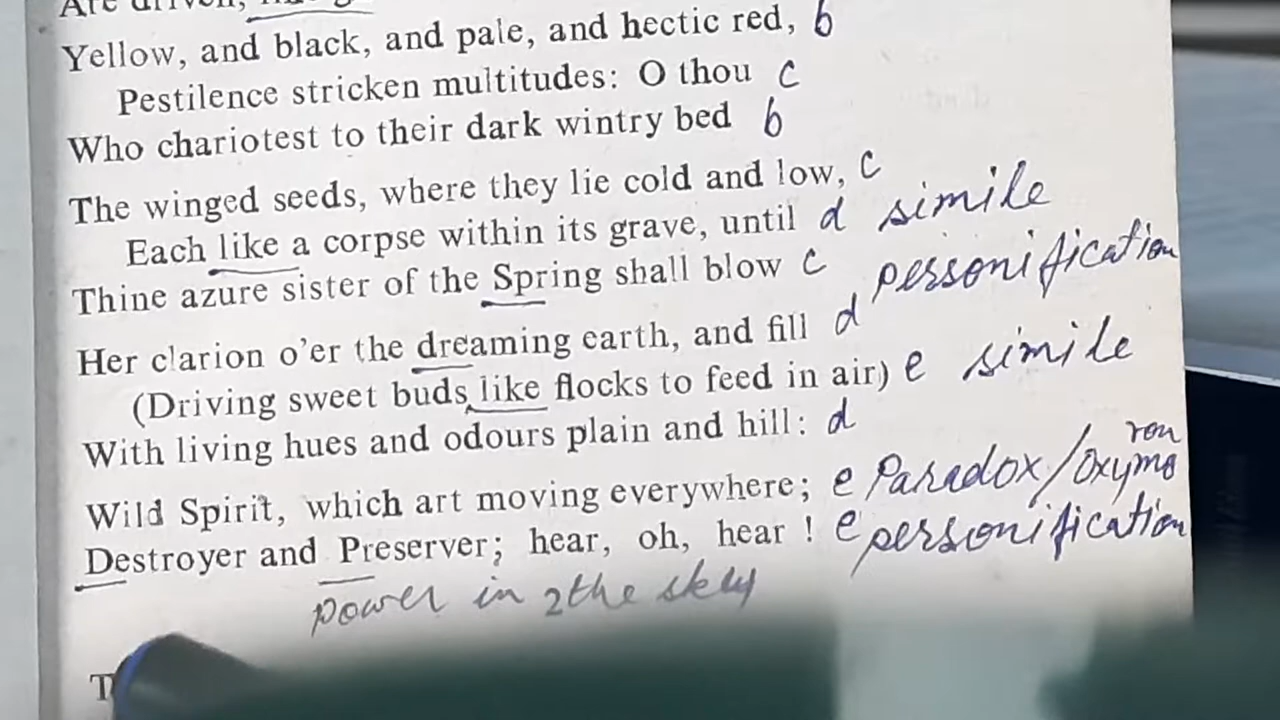 Are driven,
Yellow, and black, and pale, and hectic red, b
Pestilence stricken multitudes: O thou c
Who chariotest to their dark wintry bed b
The winged seeds, where they lie cold and low, c
Each like a corpse within its grave, until d simile
Thine azure sister of the Spring shall blow c personification
Her clarion o'er the dreaming earth, and fill d
(Driving sweet buds like flocks to feed in air) e simile
With living hues and odours plain and hill: d
Wild Spirit, which art moving everywhere; e Paradox/Oxymoron
Destroyer and Preserver; hear, oh, hear ! e personification
power in 2 the sky